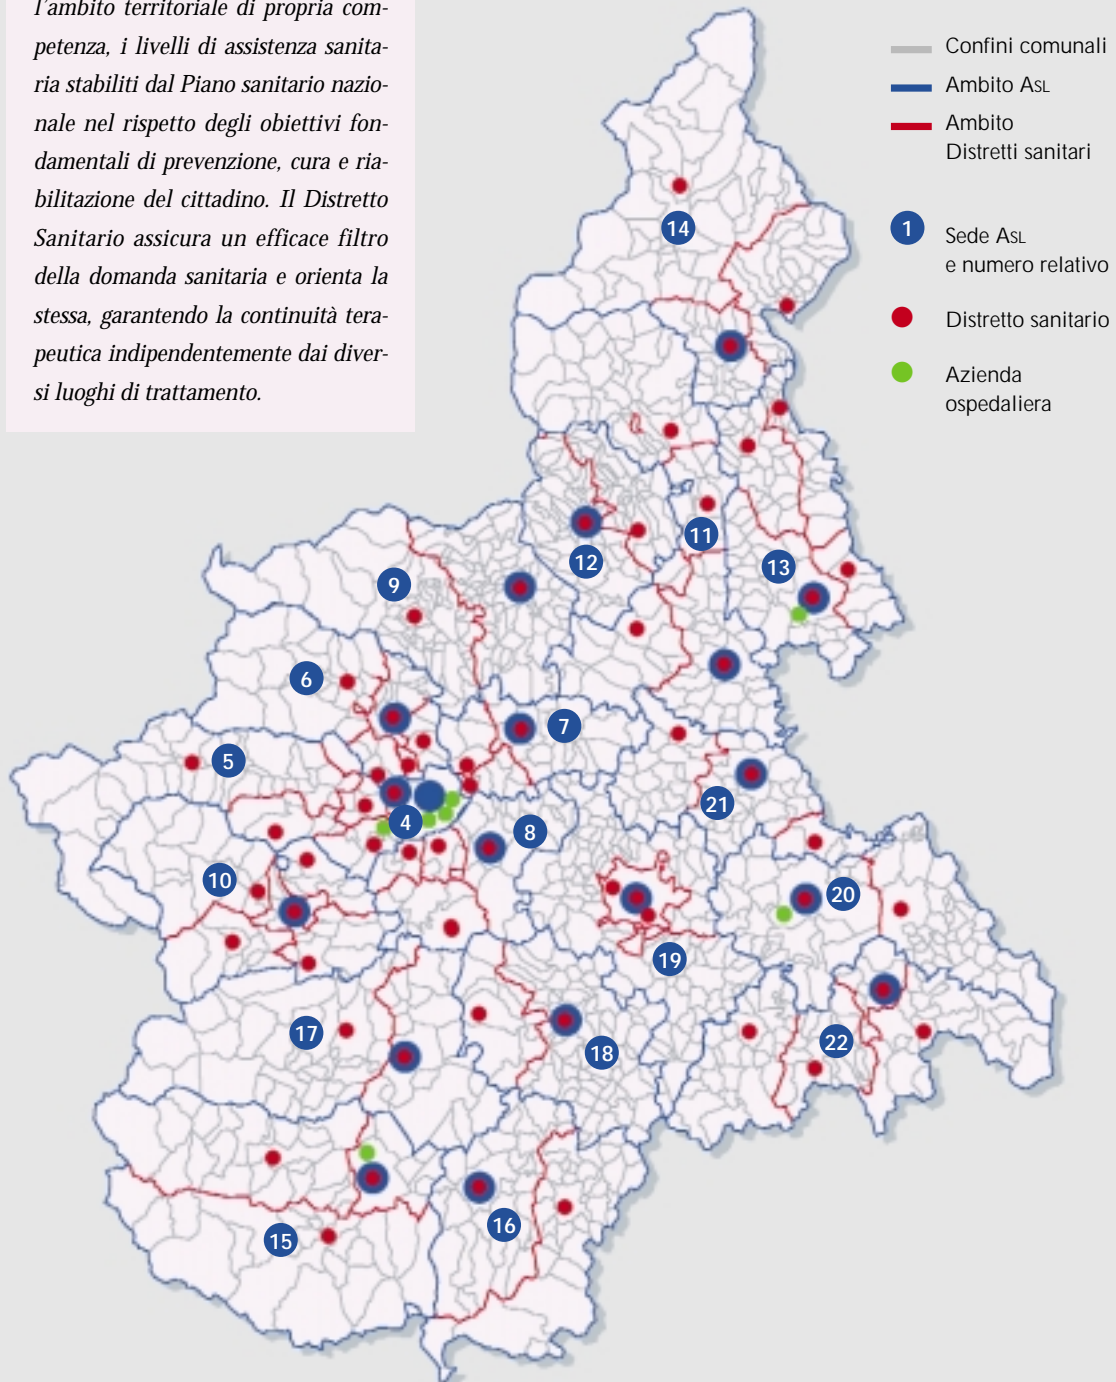 l’ambito territoriale di propria com-
petenza, i livelli di assistenza sanita-
ria stabiliti dal Piano sanitario nazio-
nale nel rispetto degli obiettivi fon-
damentali di prevenzione, cura e ria-
bilitazione del cittadino. Il Distretto
Sanitario assicura un efficace filtro
della domanda sanitaria e orienta la
stessa, garantendo la continuità tera-
peutica indipendentemente dai diver-
si luoghi di trattamento.
Confini comunali
Ambito ASL
Ambito
Distretti sanitari
1
Sede ASL
e numero relativo
Distretto sanitario
Azienda
ospedaliera
14
11
12
13
9
6
7
5
21
4
8
10
20
19
17
22
18
16
15